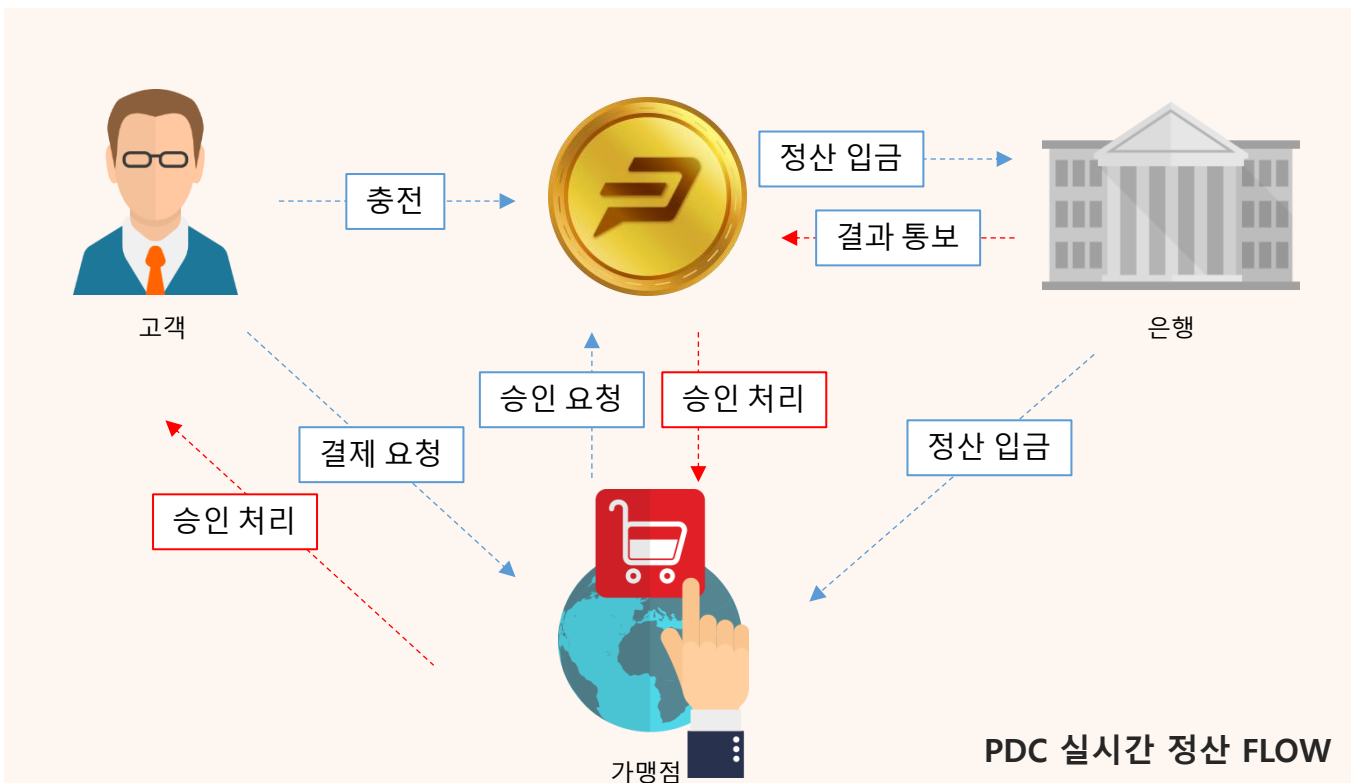 정산 입금
충전
결과 통보
고객
은행
승인 요청
승인 처리
결제 요청
정산 입금
승인 처리
가맹점
PDC 실시간 정산 FLOW